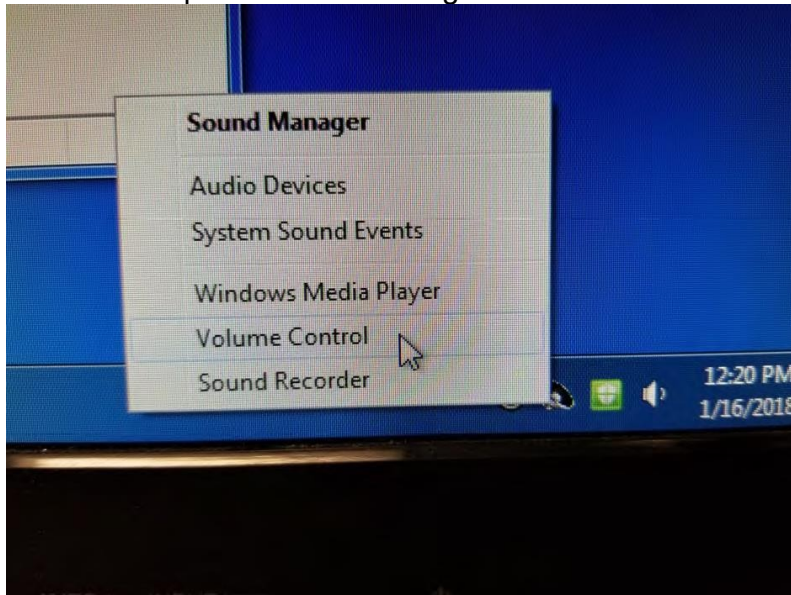 Sound Manager
Audio Devices
System Sound Events
Windows Media Player
Volume Control
Sound Recorder
12:20 PM
1/16/2018